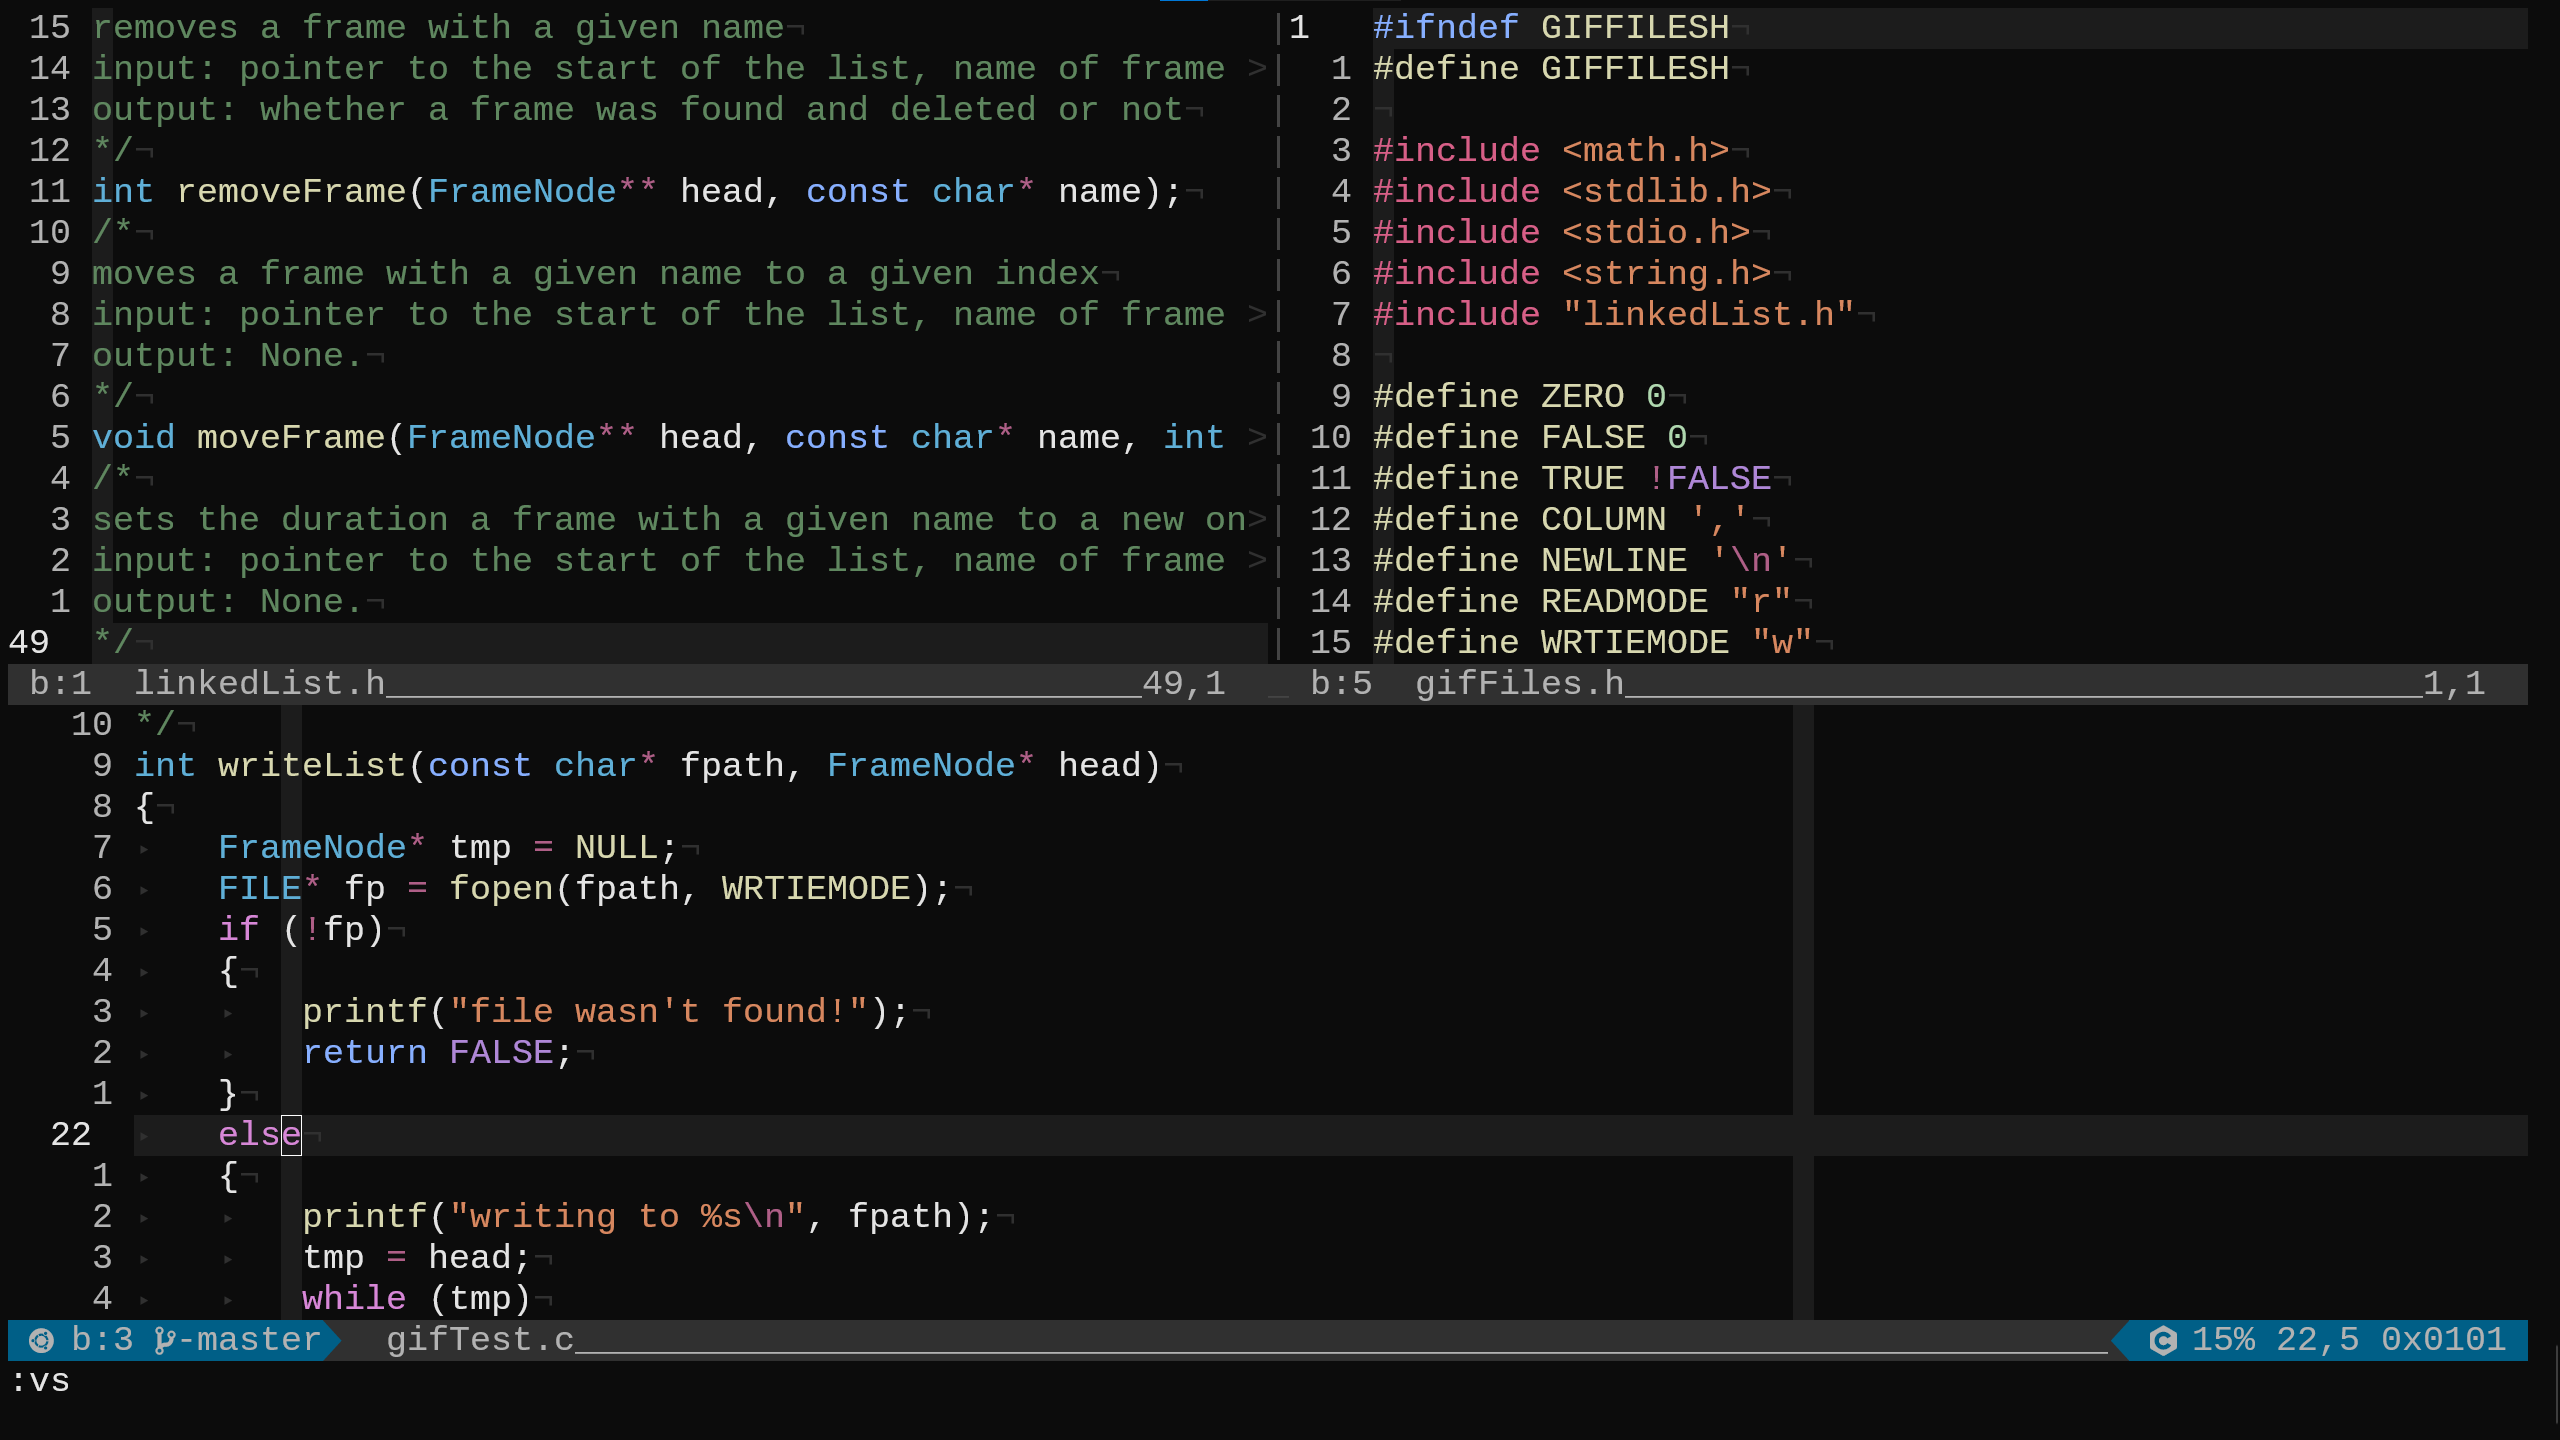 15 removes a frame with a given name¬
14 input: pointer to the start of the list, name of frame >
13 output: whether a frame was found and deleted or not¬
12 */¬
11 int removeFrame(FrameNode** head, const char* name);¬
10 /*¬
9 moves a frame with a given name to a given index¬
8 input: pointer to the start of the list, name of frame >
7 output: None.¬
6 */¬
5 void moveFrame(FrameNode** head, const char* name, int >
4 /*¬
3 sets the duration a frame with a given name to a new on>
2 input: pointer to the start of the list, name of frame >
1 output: None.¬
49 */¬
b:1 linkedList.h 49,1
1 #ifndef GIFFILESH¬
1 #define GIFFILESH¬
2 ¬
3 #include <math.h>¬
4 #include <stdlib.h>¬
5 #include <stdio.h>¬
6 #include <string.h>¬
7 #include "linkedList.h"¬
8 ¬
9 #define ZERO 0¬
10 #define FALSE 0¬
11 #define TRUE !FALSE¬
12 #define COLUMN ','¬
13 #define NEWLINE '\n'¬
14 #define READMODE "r"¬
15 #define WRTIEMODE "w"¬
b:5 gifFiles.h 1,1
10 */¬
9 int writeList(const char* fpath, FrameNode* head)¬
8 {¬
7 ▸ FrameNode* tmp = NULL;¬
6 ▸ FILE* fp = fopen(fpath, WRTIEMODE);¬
5 ▸ if (!fp)¬
4 ▸ {¬
3 ▸ ▸ printf("file wasn't found!");¬
2 ▸ ▸ return FALSE;¬
1 ▸ }¬
22 ▸ else¬
1 ▸ {¬
2 ▸ ▸ printf("writing to %s\n", fpath);¬
3 ▸ ▸ tmp = head;¬
4 ▸ ▸ while (tmp)¬
b:3 -master gifTest.c 15% 22,5 0x0101
:vs